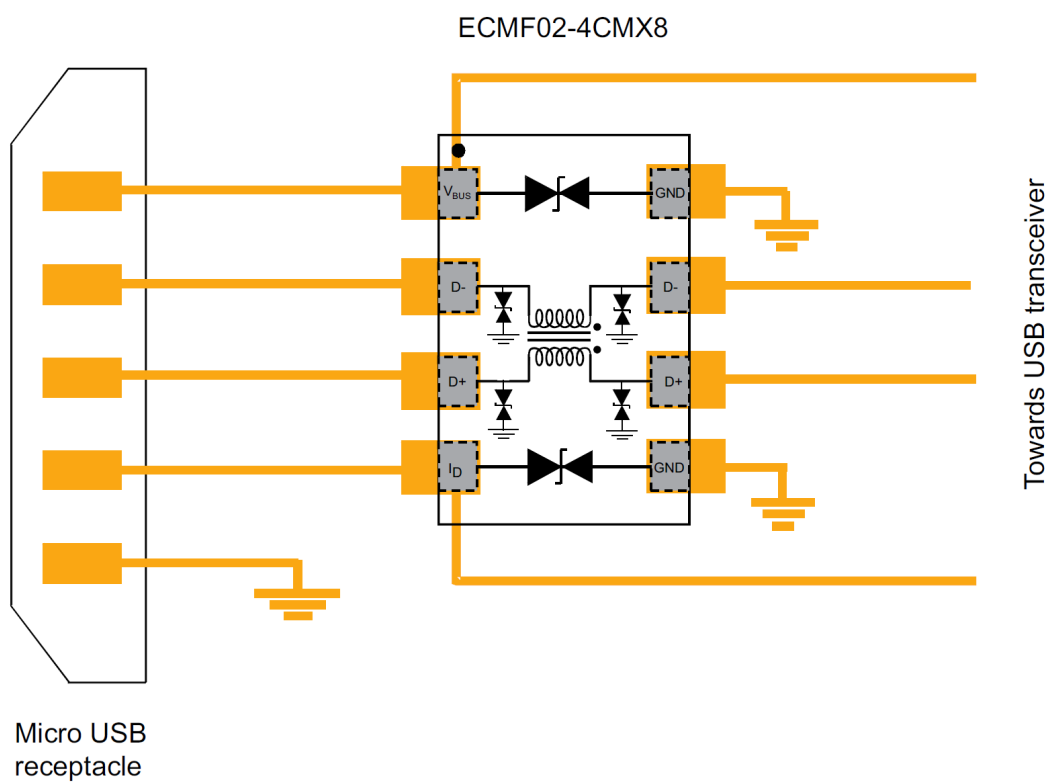 ECMF02-4CMX8
VBUS
GND
D-
D-
D+
D+
ID
GND
Towards USB transceiver
Micro USB
receptacle